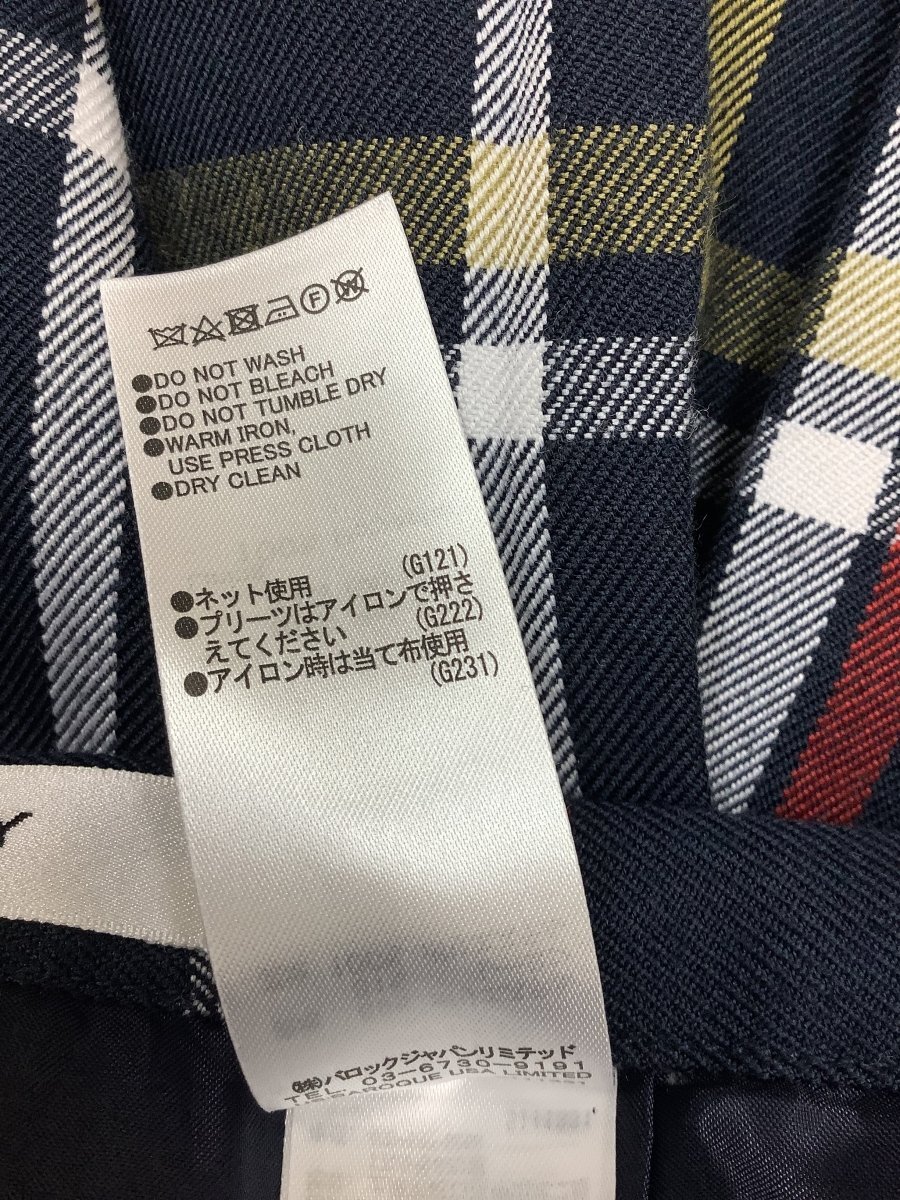 F W
●DO NOT WASH
●DO NOT BLEACH
●DO NOT TUMBLE DRY
●WARM IRON,
USE PRESS CLOTH
●DRY CLEAN
●ネット使用 (G121)
●プリーツはアイロンで押さ
えてください (G222)
●アイロン時は当て布使用
(G231)
Y
㈱バロックジャパンリミテッド
TEL. 03-6730-9191
USA LIMITED